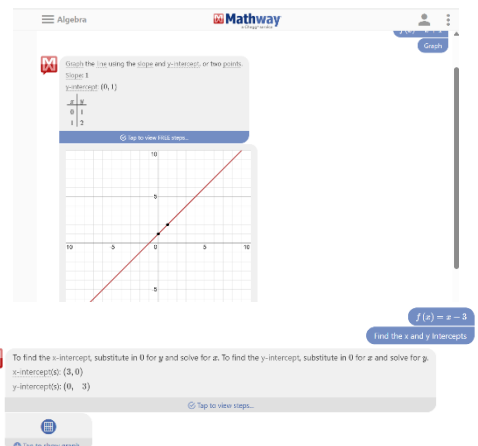 Algebra
Mathway
Graph
Graph the line using the slope and y-intercept, or two points.
Slope: 1
y-intercept: (0, 1)
x y
0 1
1 2
Tap to view FREE steps...
10
5
10 -5 0 5 10
-5
f(x) = x − 3
Find the x and y Intercepts
To find the x-intercept, substitute in 0 for y and solve for x. To find the y-intercept, substitute in 0 for x and solve for y.
x-intercept(s): (3, 0)
y-intercept(s): (0, 3)
Tap to view steps...